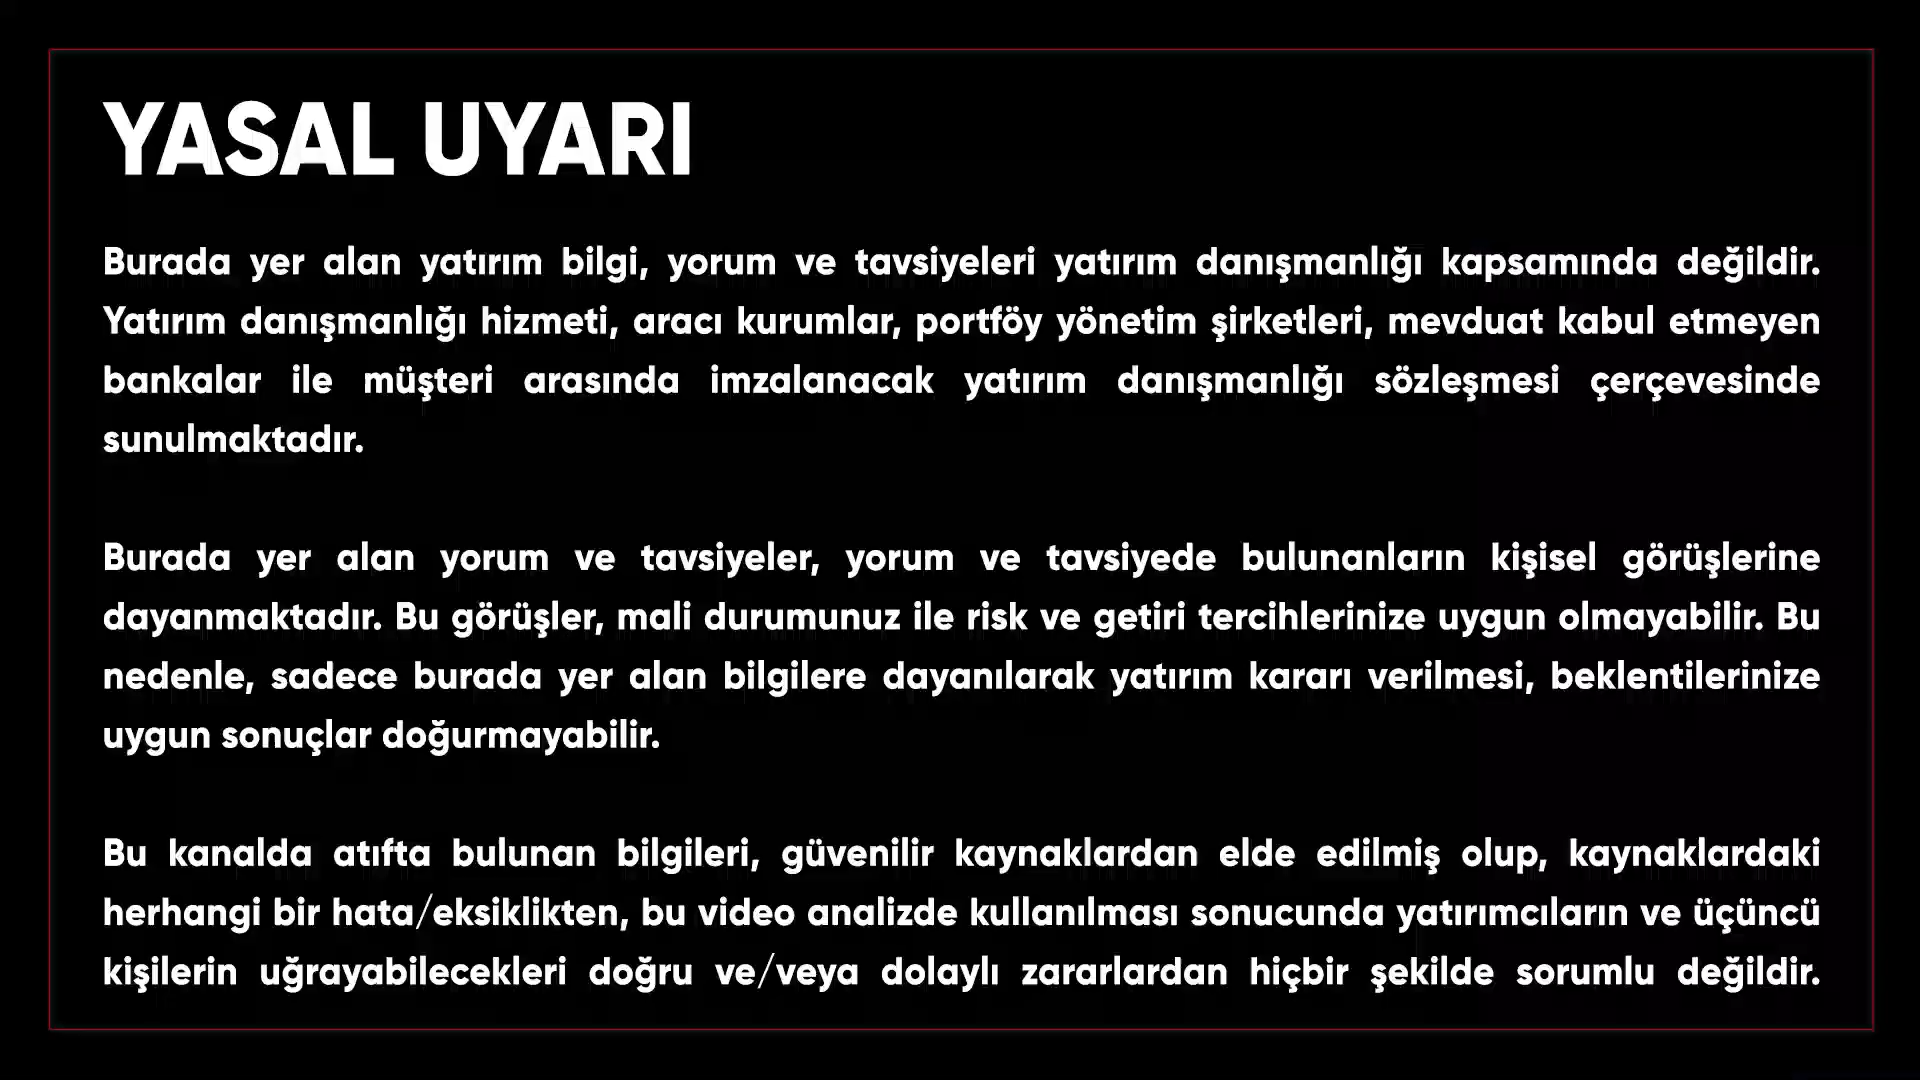 YASAL UYARI
Burada yer alan yatırım bilgi, yorum ve tavsiyeleri yatırım danışmanlığı kapsamında değildir.
Yatırım danışmanlığı hizmeti, aracı kurumlar, portföy yönetim şirketleri, mevduat kabul etmeyen
bankalar ile müşteri arasında imzalanacak yatırım danışmanlığı sözleşmesi çerçevesinde
sunulmaktadır.
Burada yer alan yorum ve tavsiyeler, yorum ve tavsiyede bulunanların kişisel görüşlerine
dayanmaktadır. Bu görüşler, mali durumunuz ile risk ve getiri tercihlerinize uygun olmayabilir. Bu
nedenle, sadece burada yer alan bilgilere dayanılarak yatırım kararı verilmesi, beklentilerinize
uygun sonuçlar doğurmayabilir.
Bu kanalda atıfta bulunan bilgileri, güvenilir kaynaklardan elde edilmiş olup, kaynaklardaki
herhangi bir hata/eksiklikten, bu video analizde kullanılması sonucunda yatırımcıların ve üçüncü
kişilerin uğrayabilecekleri doğru ve/veya dolaylı zararlardan hiçbir şekilde sorumlu değildir.